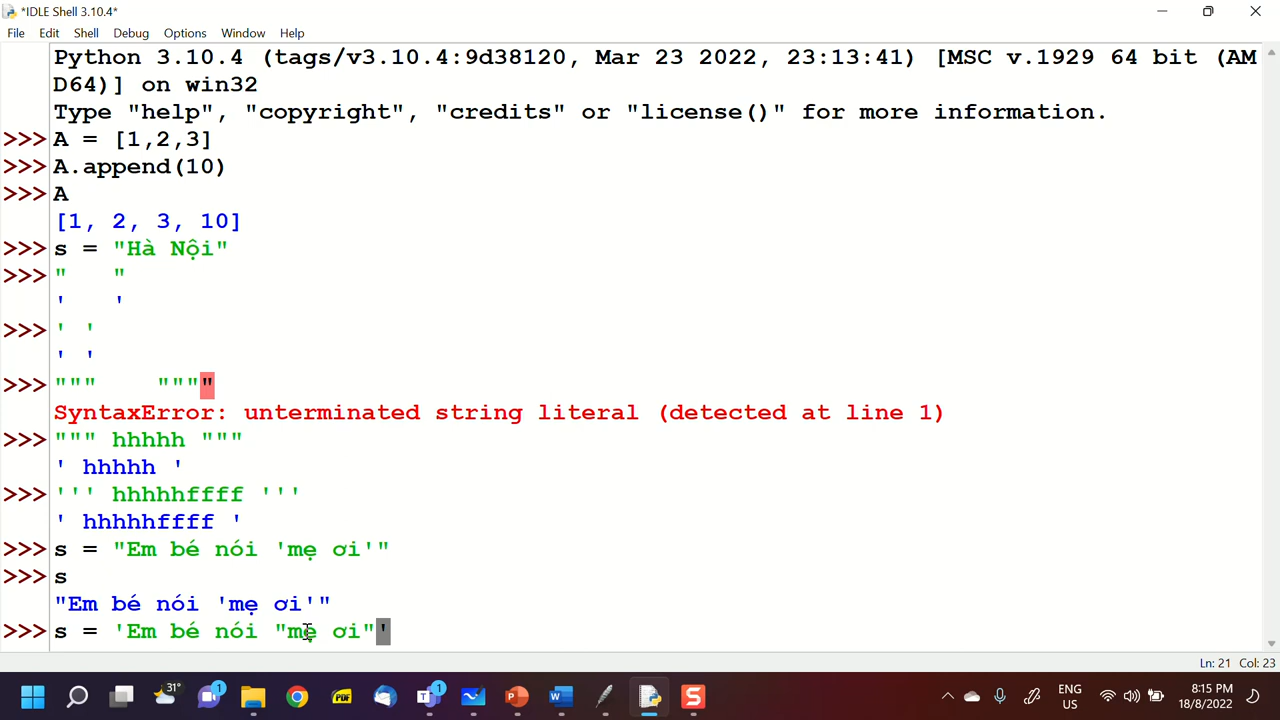 *IDLE Shell 3.10.4*
File Edit Shell Debug Options Window Help
Python 3.10.4 (tags/v3.10.4:9d38120, Mar 23 2022, 23:13:41) [MSC v.1929 64 bit (AM
D64)] on win32
Type "help", "copyright", "credits" or "license()" for more information.
>>> A = [1,2,3]
>>> A.append(10)
>>> A
[1, 2, 3, 10]
>>> s = "Hà Nội"
>>> "   "
'   '
>>> ' '
' '
>>> """    """"
SyntaxError: unterminated string literal (detected at line 1)
>>> """ hhhhh """
' hhhhh '
>>> ''' hhhhhffff '''
' hhhhhffff '
>>> s = "Em bé nói 'mẹ ơi'"
>>> s
"Em bé nói 'mẹ ơi'"
>>> s = 'Em bé nói "mẹ ơi"'
Ln: 21 Col: 23
31° 1 PDF 1 ENG 8:15 PM
US 18/8/2022